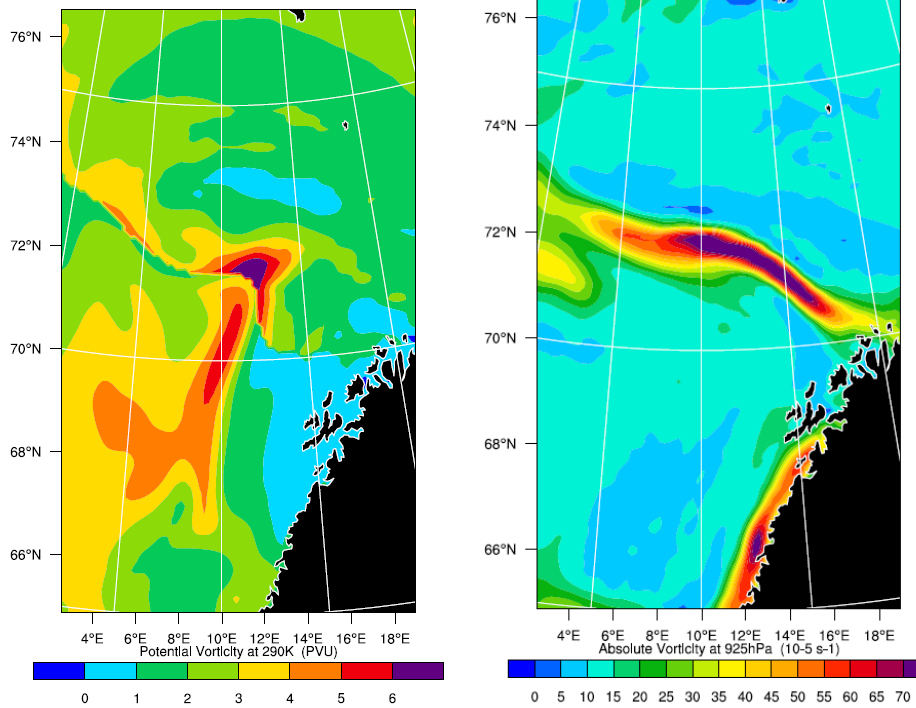 76°N
74°N
72°N
70°N
68°N
66°N
4°E 6°E 8°E 10°E 12°E 14°E 16°E 18°E
Potential Vorticity at 290K (PVU)
0 1 2 3 4 5 6
76°N
74°N
72°N
70°N
68°N
66°N
4°E 6°E 8°E 10°E 12°E 14°E 16°E 18°E
Absolute Vorticity at 925hPa (10-5 s-1)
0 5 10 15 20 25 30 35 40 45 50 55 60 65 70